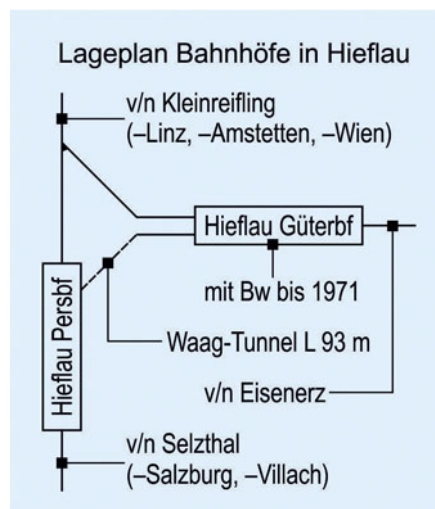 Lageplan Bahnhöfe in Hieflau
v/n Kleinreifling
(–Linz, –Amstetten, –Wien)
Hieflau Güterbf
mit Bw bis 1971
Hieflau Persbf
Waag-Tunnel L 93 m
v/n Eisenerz
v/n Selzthal
(–Salzburg, –Villach)